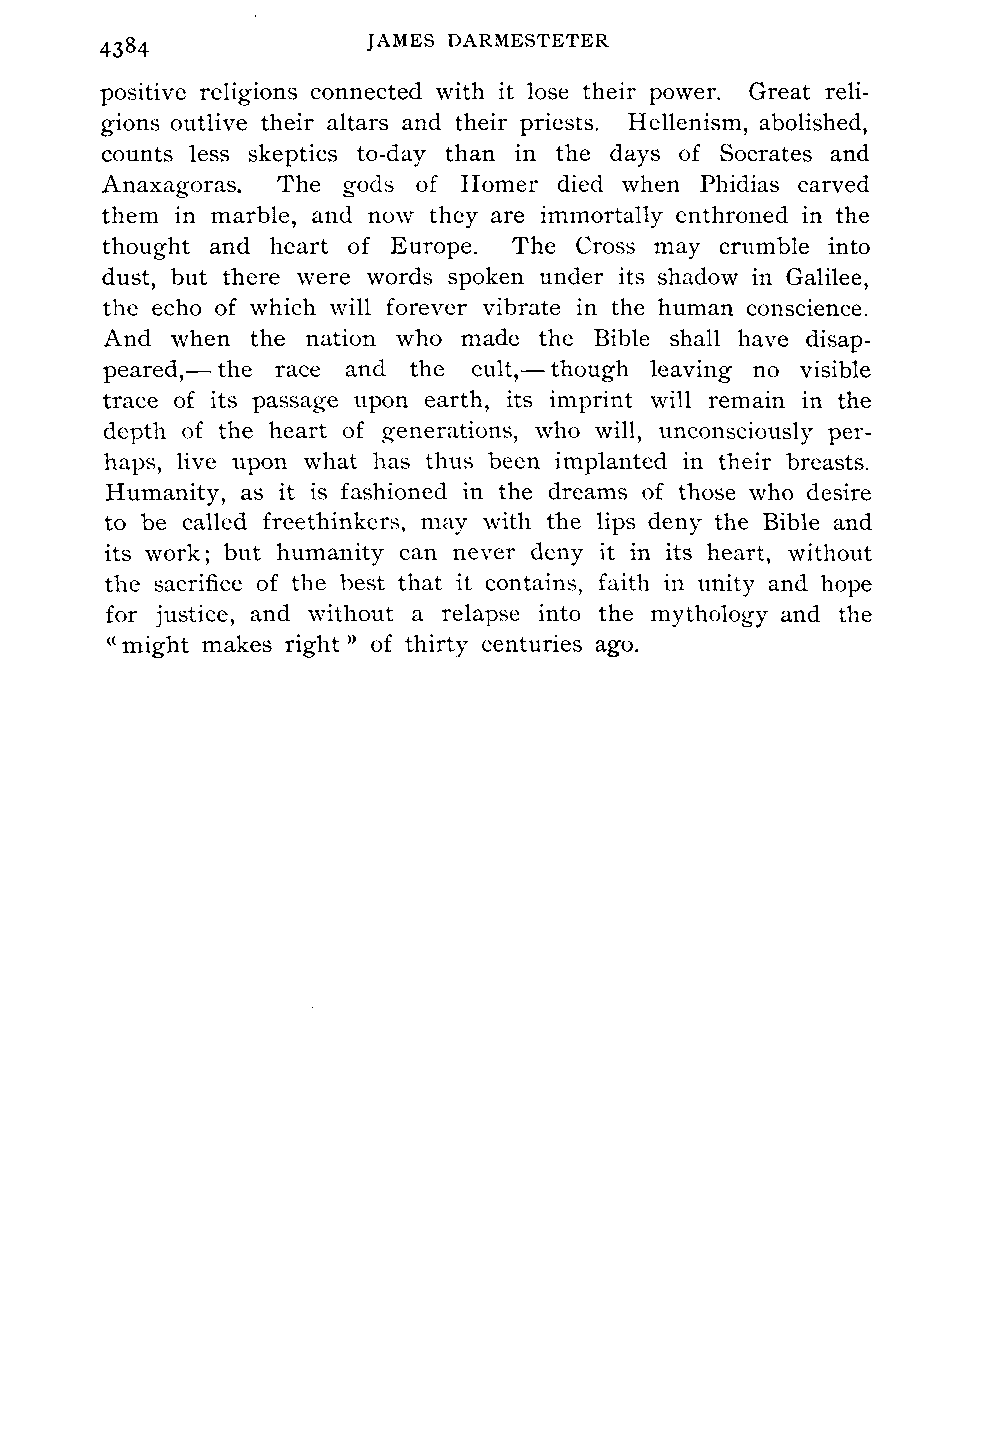 4384 JAMES DARMESTETER
positive religions connected with it lose their power. Great reli-
gions outlive their altars and their priests. Hellenism, abolished,
counts less skeptics to-day than in the days of Socrates and
Anaxagoras. The gods of Homer died when Phidias carved
them in marble, and now they are immortally enthroned in the
thought and heart of Europe. The Cross may crumble into
dust, but there were words spoken under its shadow in Galilee,
the echo of which will forever vibrate in the human conscience.
And when the nation who made the Bible shall have disap-
peared,— the race and the cult,— though leaving no visible
trace of its passage upon earth, its imprint will remain in the
depth of the heart of generations, who will, unconsciously per-
haps, live upon what has thus been implanted in their breasts.
Humanity, as it is fashioned in the dreams of those who desire
to be called freethinkers, may with the lips deny the Bible and
its work; but humanity can never deny it in its heart, without
the sacrifice of the best that it contains, faith in unity and hope
for justice, and without a relapse into the mythology and the
“might makes right” of thirty centuries ago.